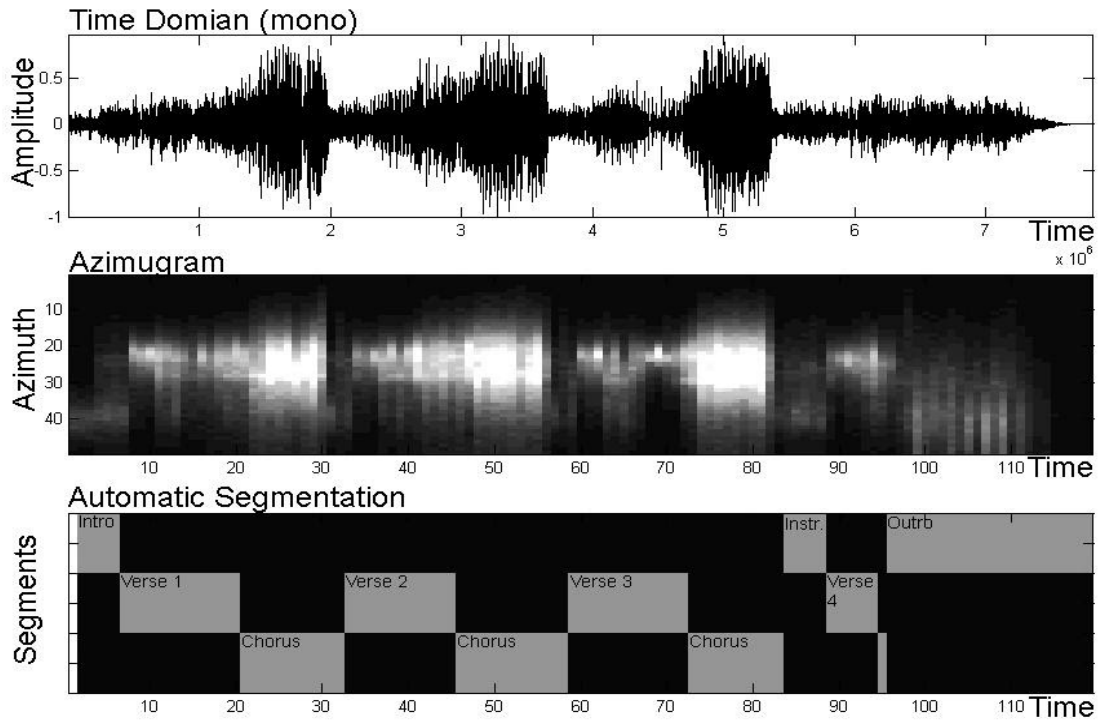 Time Domian (mono)
Amplitude
0.5
0
-0.5
-1
1 2 3 4 5 6 7 Time
x 10^6
Azimugram
Azimuth
10
20
30
40
10 20 30 40 50 60 70 80 90 100 110 Time
Automatic Segmentation
Segments
Intro Instr. Outrb
Verse 1 Verse 2 Verse 3 Verse
4
Chorus Chorus Chorus
10 20 30 40 50 60 70 80 90 100 110 Time